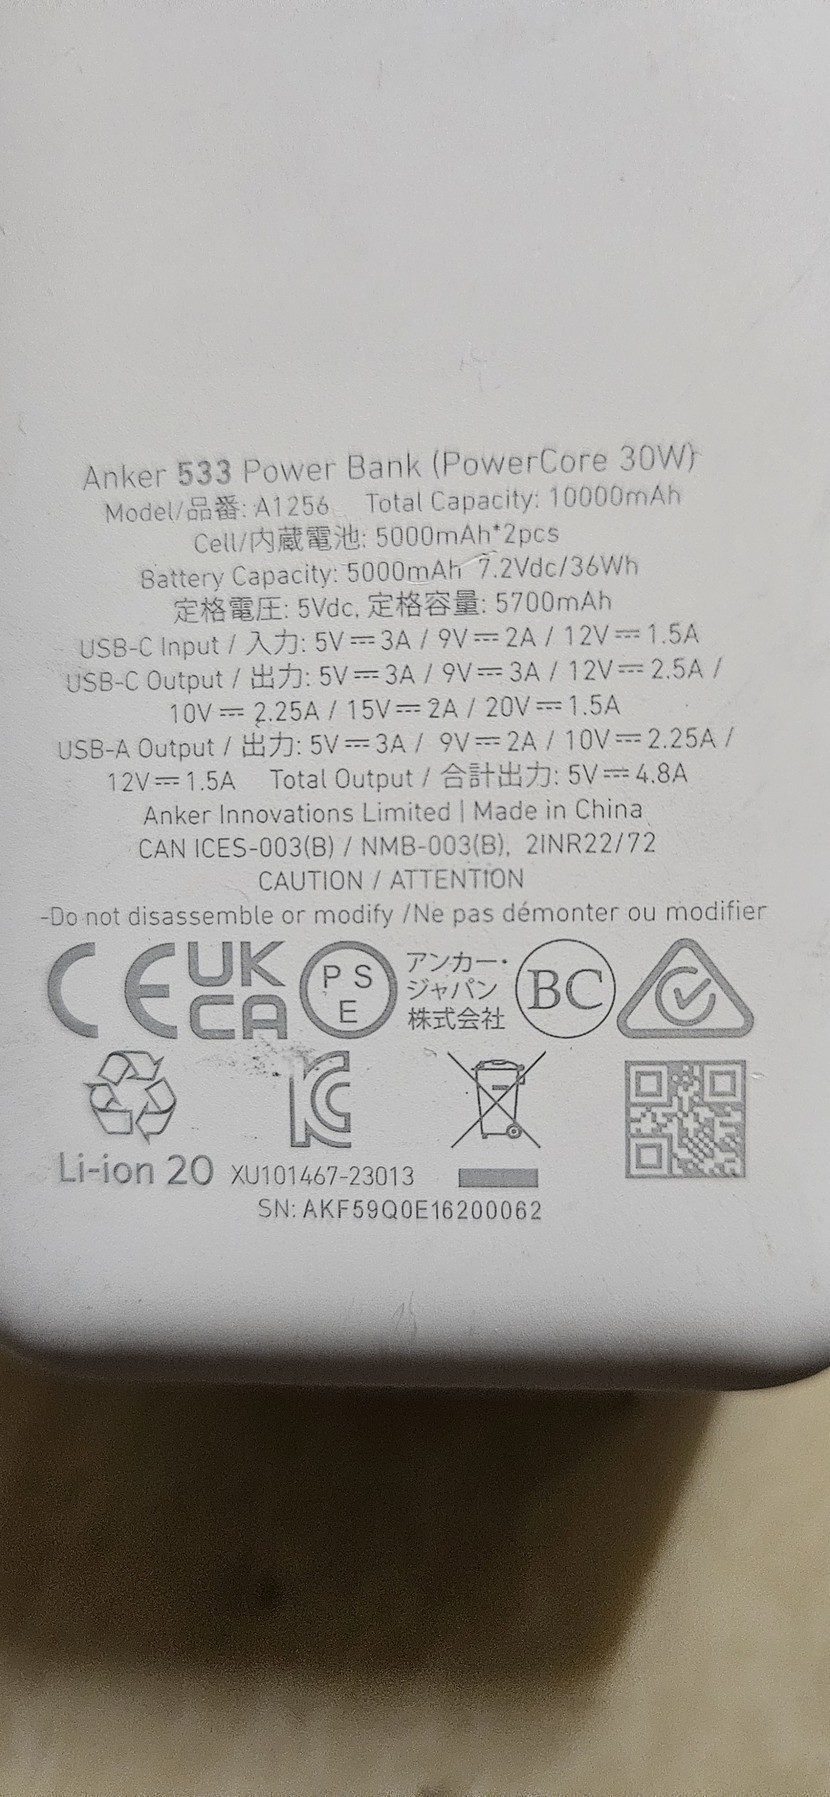 Anker 533 Power Bank (PowerCore 30W)
Model/品番: A1256 Total Capacity: 10000mAh
Cell/内蔵電池: 5000mAh*2pcs
Battery Capacity: 5000mAh 7.2Vdc/36Wh
定格電圧: 5Vdc, 定格容量: 5700mAh
USB-C Input / 入力: 5V⎓3A / 9V⎓2A / 12V⎓1.5A
USB-C Output / 出力: 5V⎓3A / 9V⎓3A / 12V⎓2.5A /
10V⎓2.25A / 15V⎓2A / 20V⎓1.5A
USB-A Output / 出力: 5V⎓3A / 9V⎓2A / 10V⎓2.25A /
12V⎓1.5A Total Output / 合計出力: 5V⎓4.8A
Anker Innovations Limited | Made in China
CAN ICES-003(B) / NMB-003(B), 2INR22/72
CAUTION / ATTENTION
-Do not disassemble or modify /Ne pas démonter ou modifier
CE UK
CA
PS
E
アンカー・
ジャパン
株式会社
BC
KC
Li-ion 20 XU101467-23013
SN: AKF59Q0E16200062